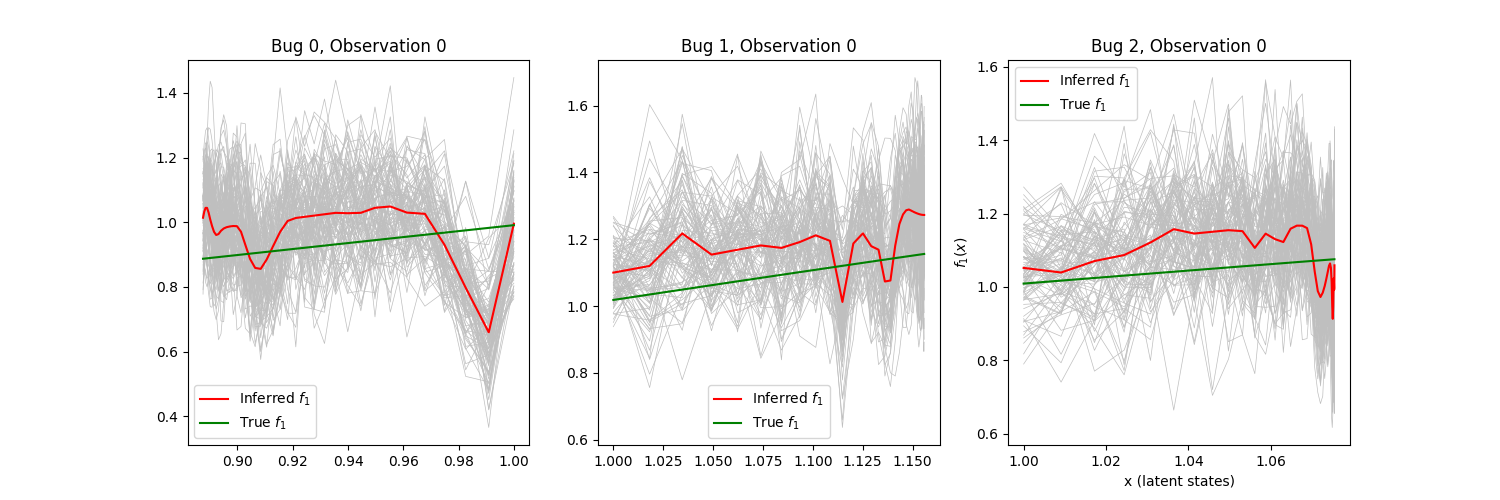 Bug 0, Observation 0
1.4
1.2
1.0
0.8
0.6
0.4
Inferred f₁
True f₁
0.90 0.92 0.94 0.96 0.98 1.00
Bug 1, Observation 0
1.6
1.4
1.2
1.0
0.8
0.6
Inferred f₁
True f₁
1.000 1.025 1.050 1.075 1.100 1.125 1.150
Bug 2, Observation 0
f₁(x)
1.6
1.4
1.2
1.0
0.8
0.6
Inferred f₁
True f₁
1.00 1.02 1.04 1.06
x (latent states)